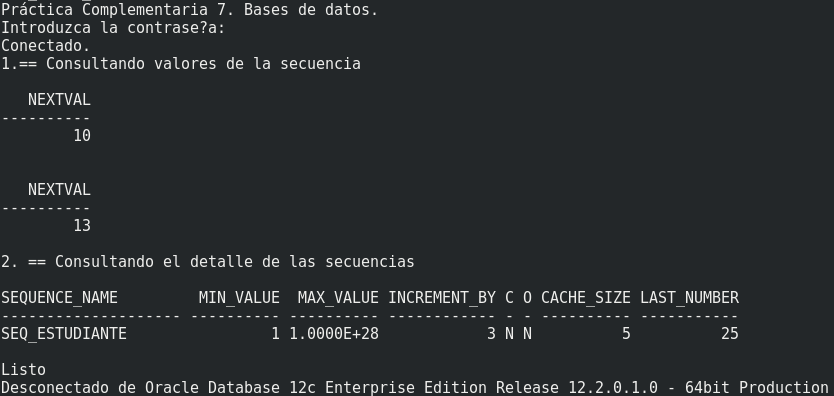 Práctica Complementaria 7. Bases de datos.
Introduzca la contrase?a:
Conectado.
1.== Consultando valores de la secuencia
NEXTVAL
----------
10
NEXTVAL
----------
13
2. == Consultando el detalle de las secuencias
SEQUENCE_NAME MIN_VALUE MAX_VALUE INCREMENT_BY C O CACHE_SIZE LAST_NUMBER
-------------------- ---------- ---------- ------------ - - ---------- -----------
SEQ_ESTUDIANTE 1 1.0000E+28 3 N N 5 25
Listo
Desconectado de Oracle Database 12c Enterprise Edition Release 12.2.0.1.0 - 64bit Production